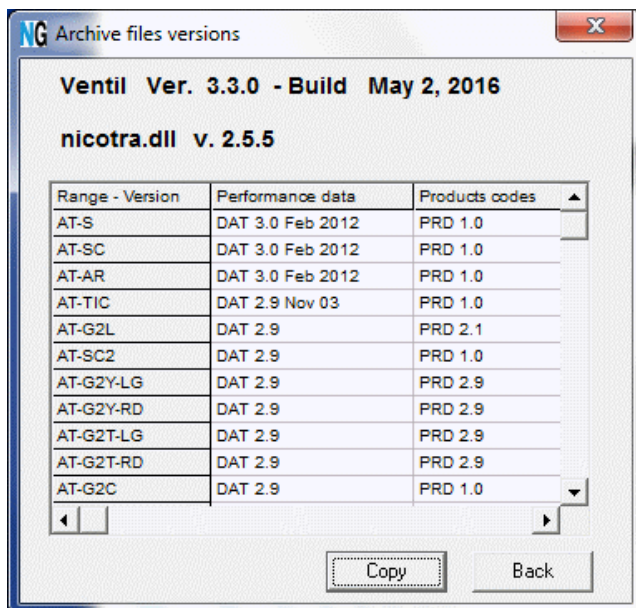 NG Archive files versions
Ventil Ver. 3.3.0 - Build May 2, 2016
nicotra.dll v. 2.5.5
Range - Version Performance data Products codes
AT-S DAT 3.0 Feb 2012 PRD 1.0
AT-SC DAT 3.0 Feb 2012 PRD 1.0
AT-AR DAT 3.0 Feb 2012 PRD 1.0
AT-TIC DAT 2.9 Nov 03 PRD 1.0
AT-G2L DAT 2.9 PRD 2.1
AT-SC2 DAT 2.9 PRD 1.0
AT-G2Y-LG DAT 2.9 PRD 2.9
AT-G2Y-RD DAT 2.9 PRD 2.9
AT-G2T-LG DAT 2.9 PRD 2.9
AT-G2T-RD DAT 2.9 PRD 2.9
AT-G2C DAT 2.9 PRD 1.0
Copy Back